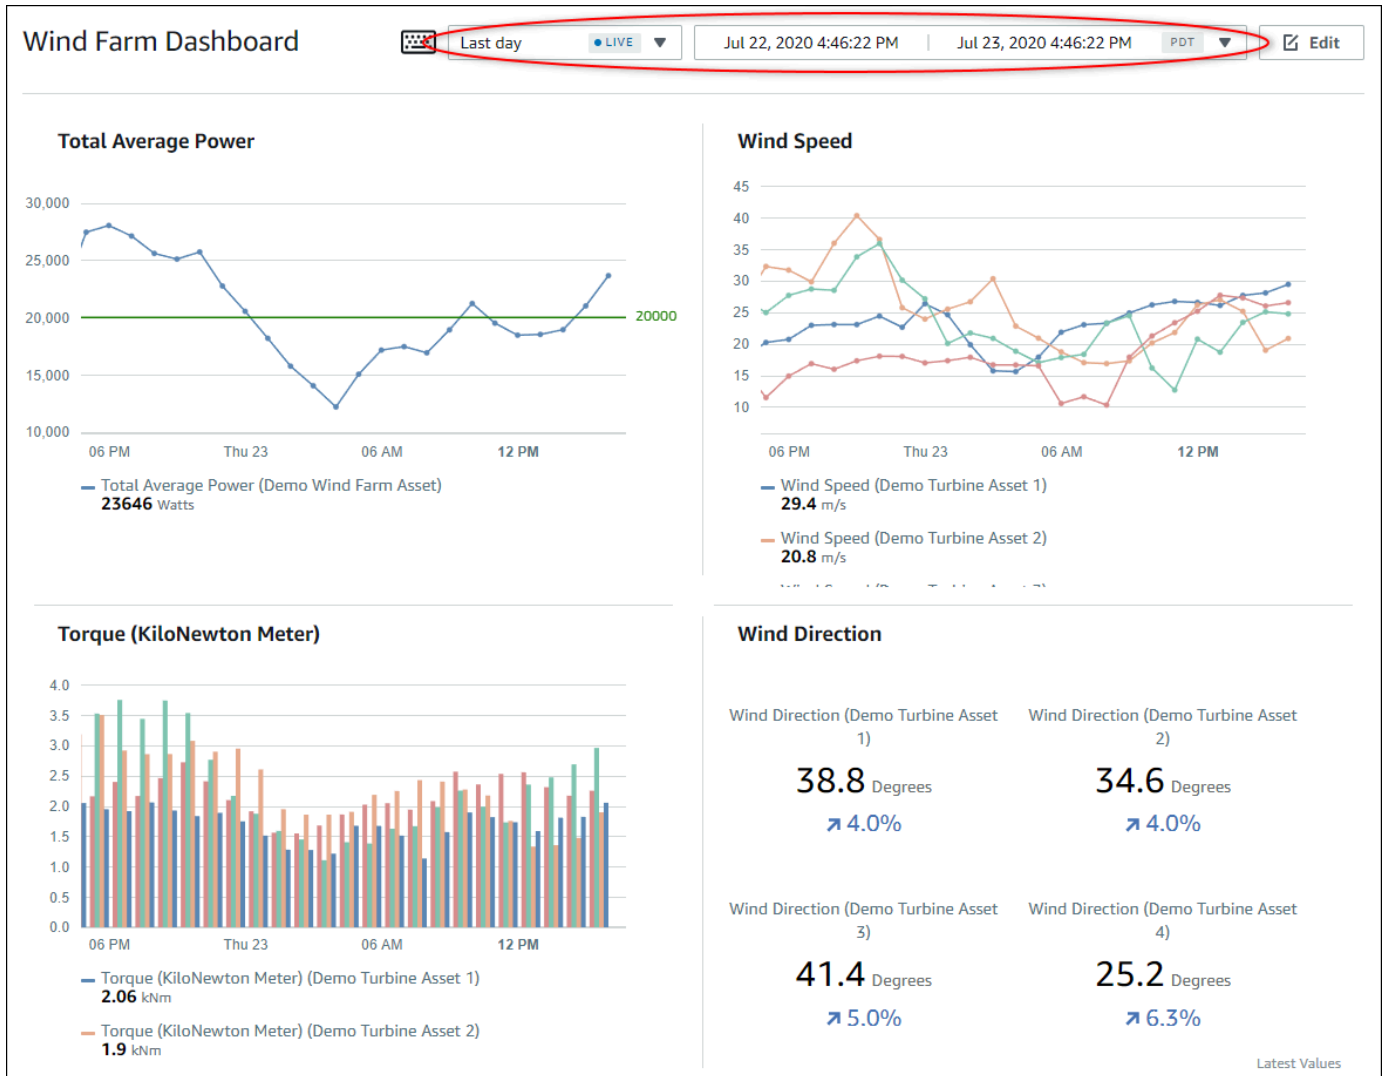 Wind Farm Dashboard
Last day
LIVE
Jul 22, 2020 4:46:22 PM
Jul 23, 2020 4:46:22 PM
PDT
Edit
Total Average Power
30,000
25,000
20,000
15,000
10,000
20000
06 PM
Thu 23
06 AM
12 PM
Total Average Power (Demo Wind Farm Asset)
23646 Watts
Wind Speed
45
40
35
30
25
20
15
10
06 PM
Thu 23
06 AM
12 PM
Wind Speed (Demo Turbine Asset 1)
29.4 m/s
Wind Speed (Demo Turbine Asset 2)
20.8 m/s
Torque (KiloNewton Meter)
4.0
3.5
3.0
2.5
2.0
1.5
1.0
0.5
0.0
06 PM
Thu 23
06 AM
12 PM
Torque (KiloNewton Meter) (Demo Turbine Asset 1)
2.06 kNm
Torque (KiloNewton Meter) (Demo Turbine Asset 2)
1.9 kNm
Wind Direction
Wind Direction (Demo Turbine Asset
1)
38.8 Degrees
4.0%
Wind Direction (Demo Turbine Asset
2)
34.6 Degrees
4.0%
Wind Direction (Demo Turbine Asset
3)
41.4 Degrees
5.0%
Wind Direction (Demo Turbine Asset
4)
25.2 Degrees
6.3%
Latest Values